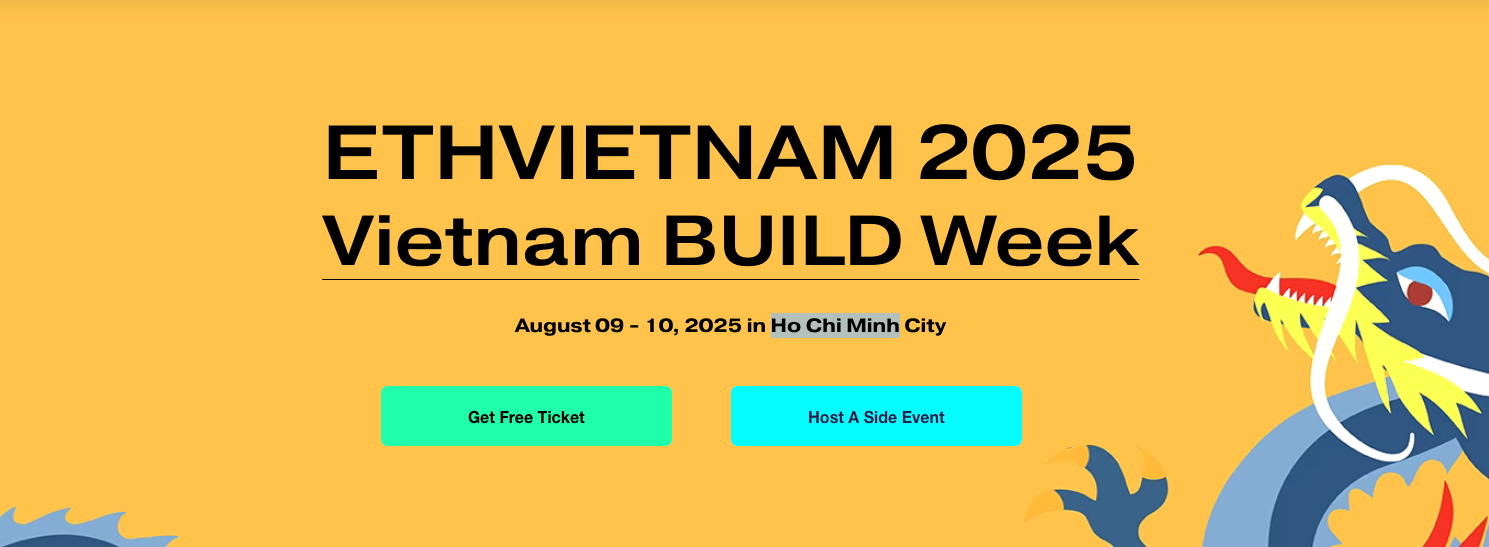 ETHVIETNAM 2025
Vietnam BUILD Week
August 09 - 10, 2025 in Ho Chi Minh City
Get Free Ticket
Host A Side Event